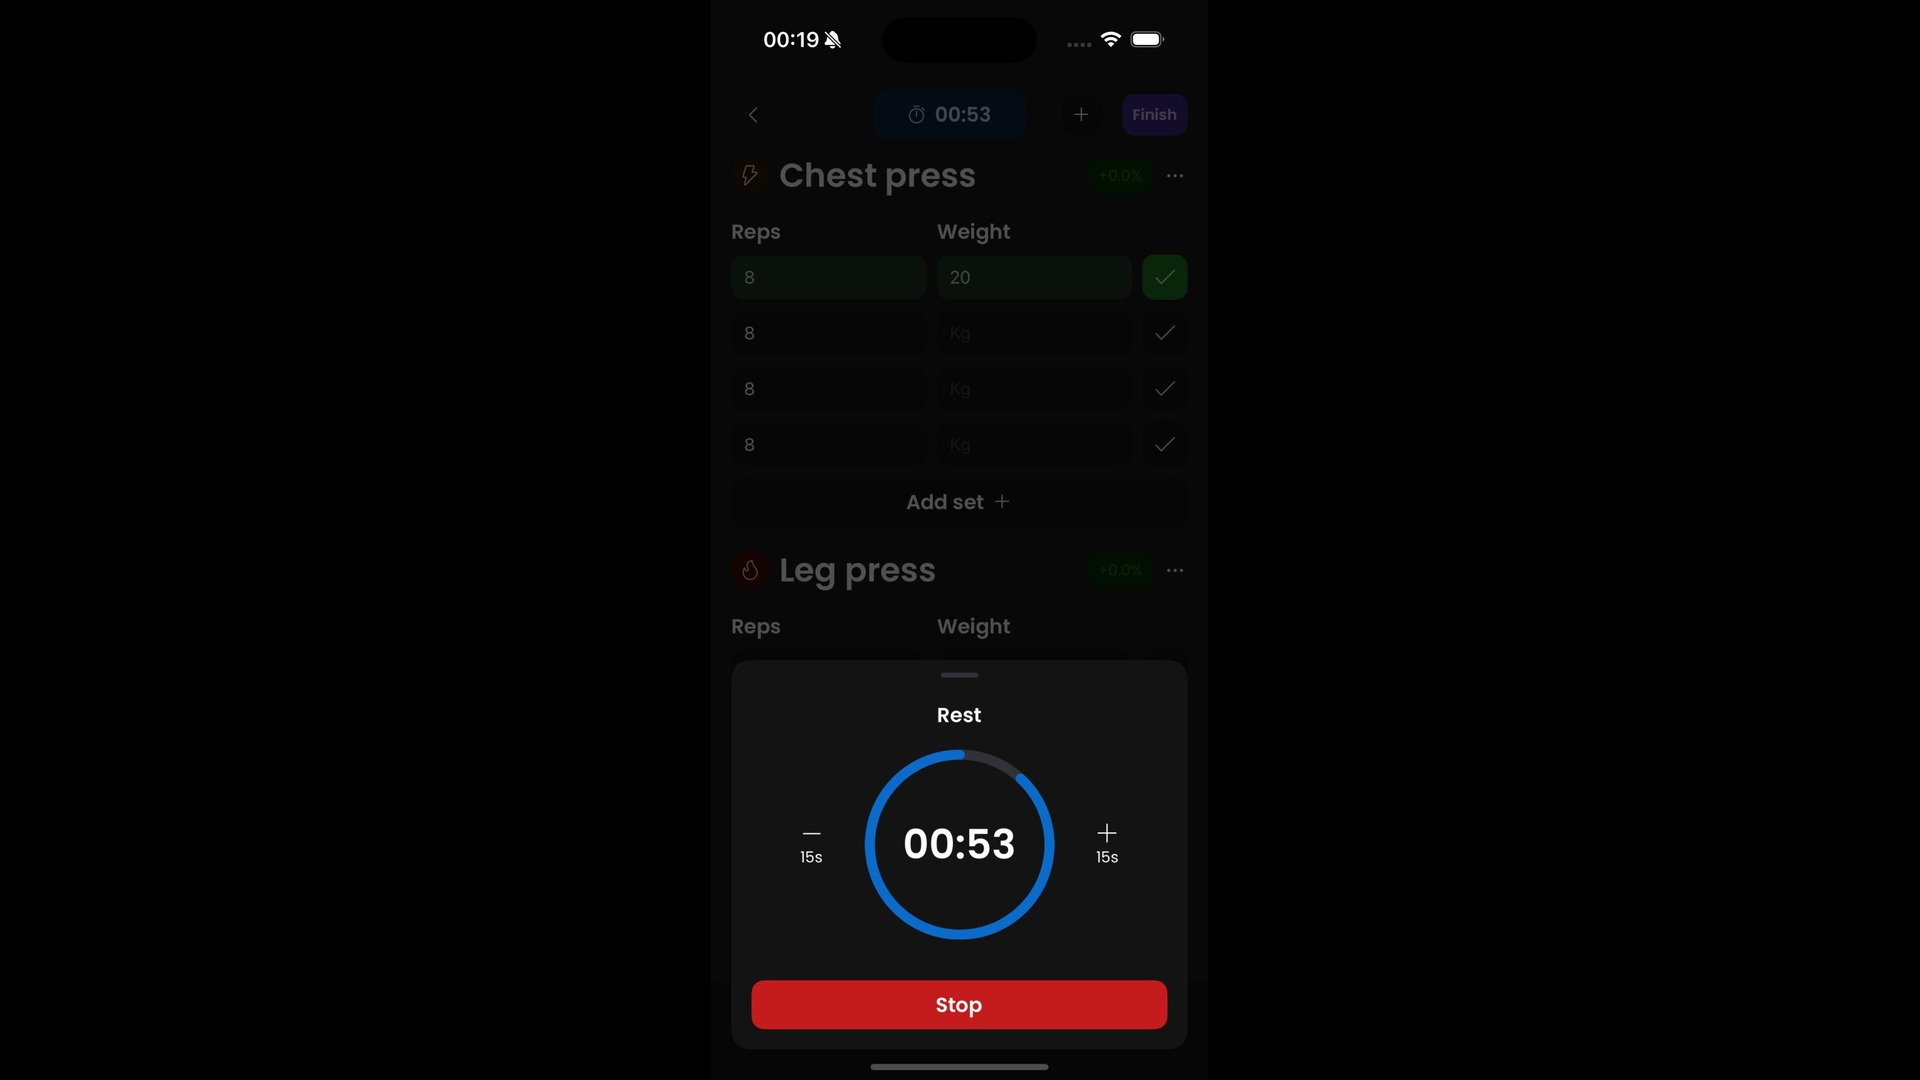 00:19
00:53
Finish
Chest press
+0.0%
Reps Weight
8 20
8 Kg
8 Kg
8 Kg
Add set +
Leg press
+0.0%
Reps Weight
Rest
15s
00:53
15s
Stop